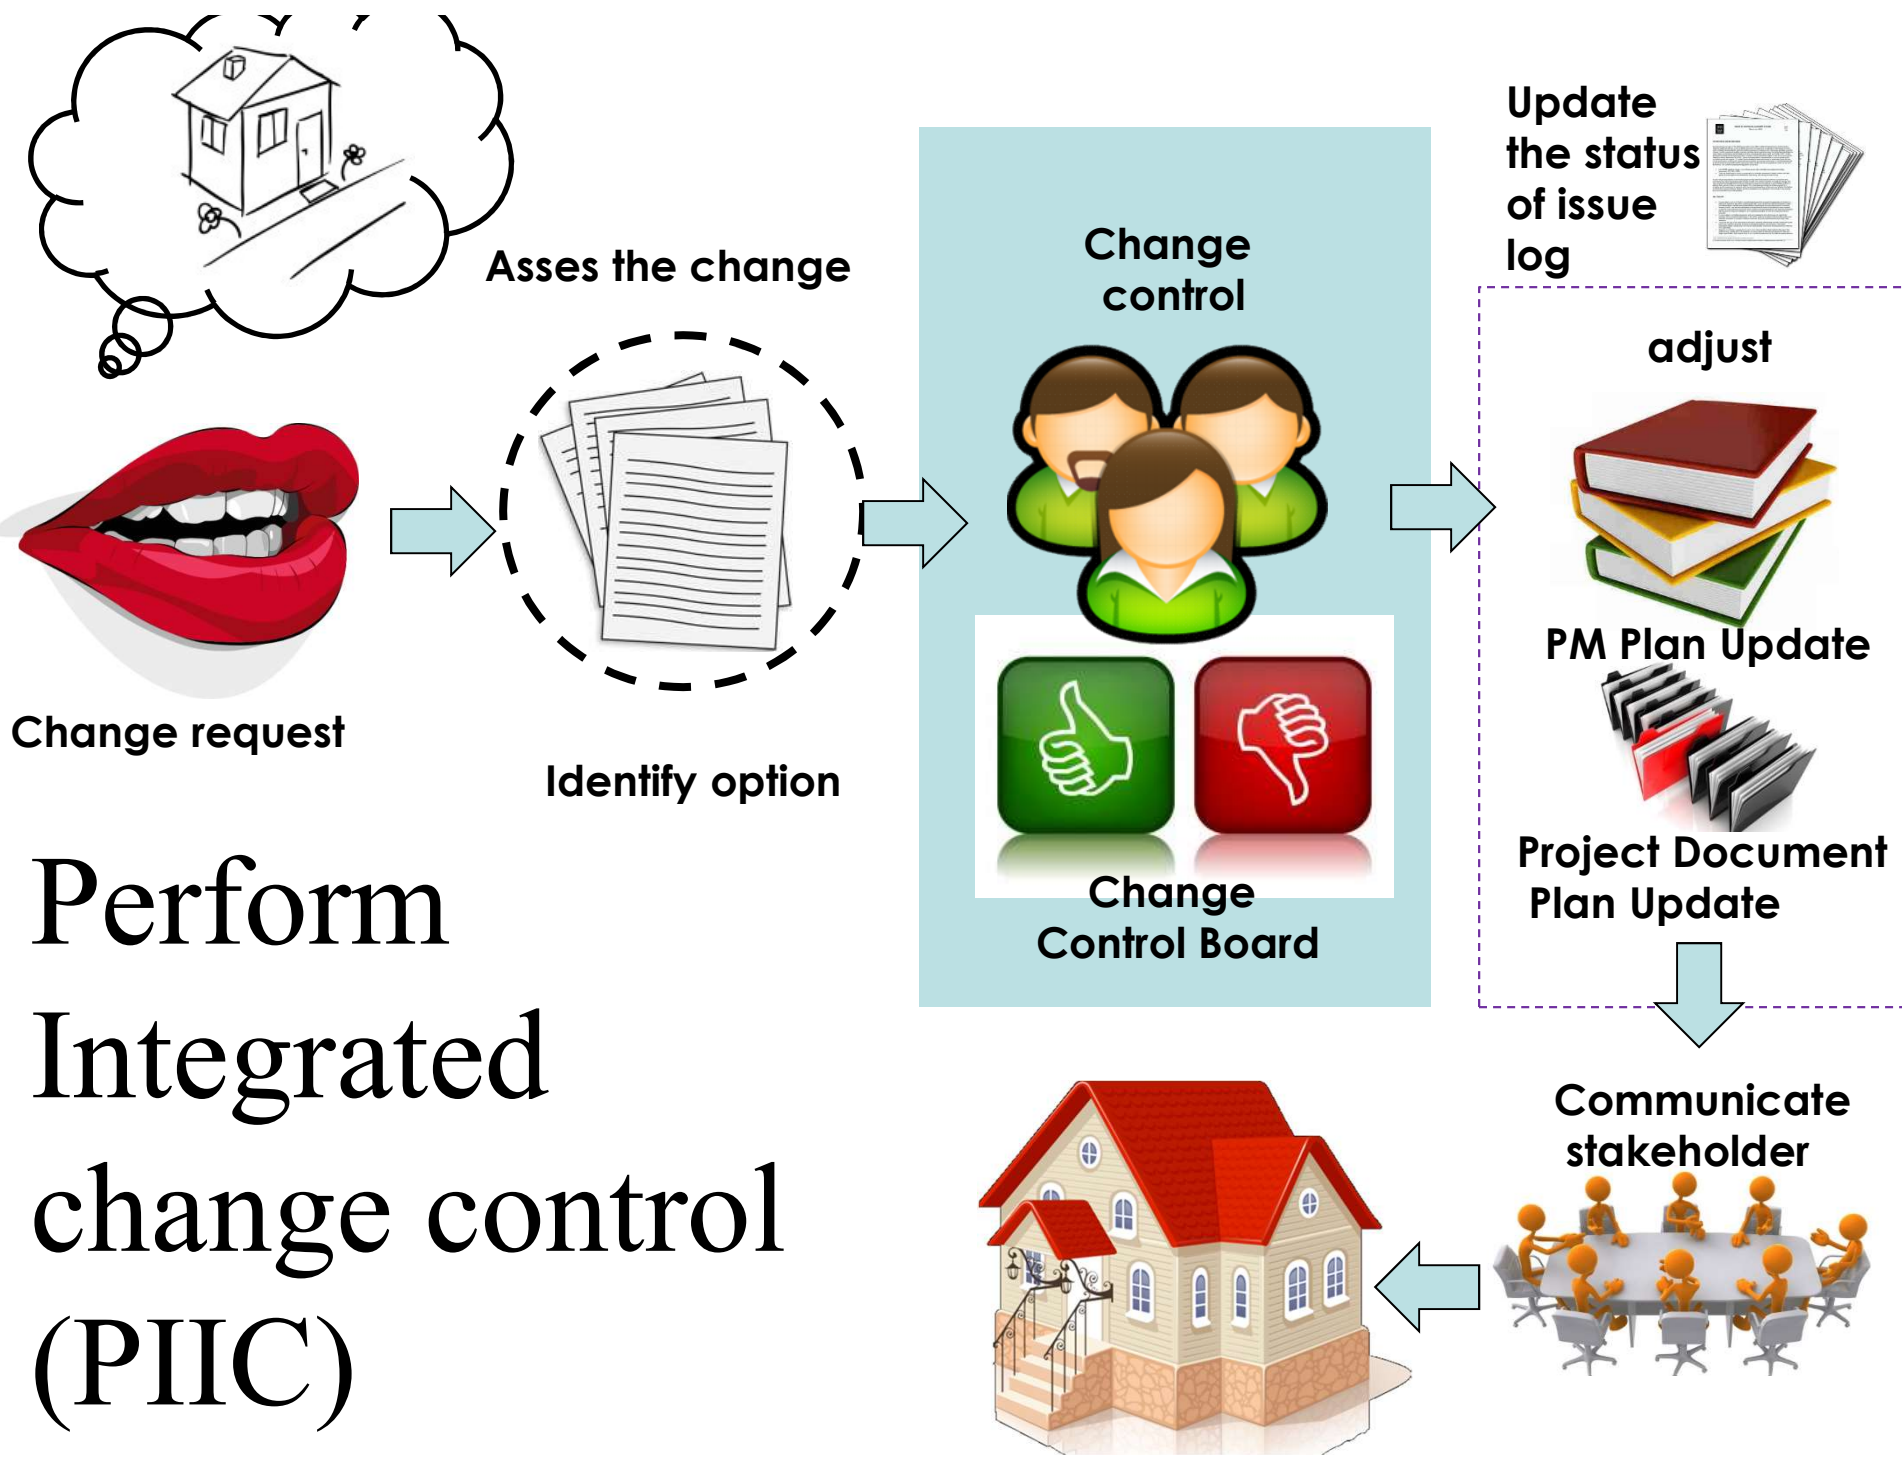 Update
the status
of issue
log
Asses the change
Change
control
adjust
Change request
Identify option
PM Plan Update
Project Document
Plan Update
Change
Control Board
Perform
Integrated
change control
(PIIC)
Communicate
stakeholder